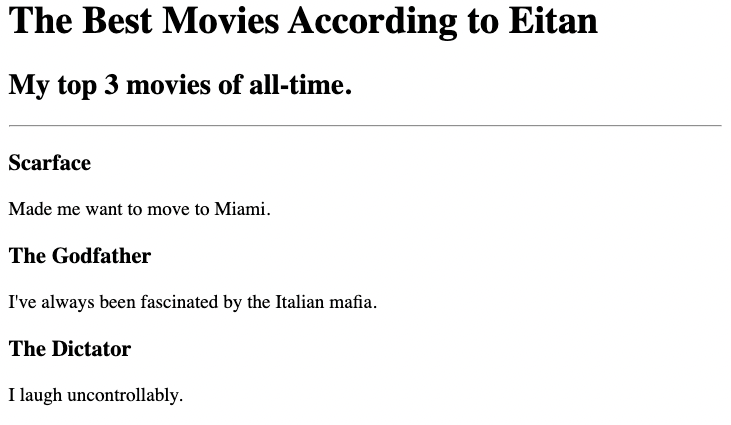 The Best Movies According to Eitan
My top 3 movies of all-time.
Scarface
Made me want to move to Miami.
The Godfather
I've always been fascinated by the Italian mafia.
The Dictator
I laugh uncontrollably.